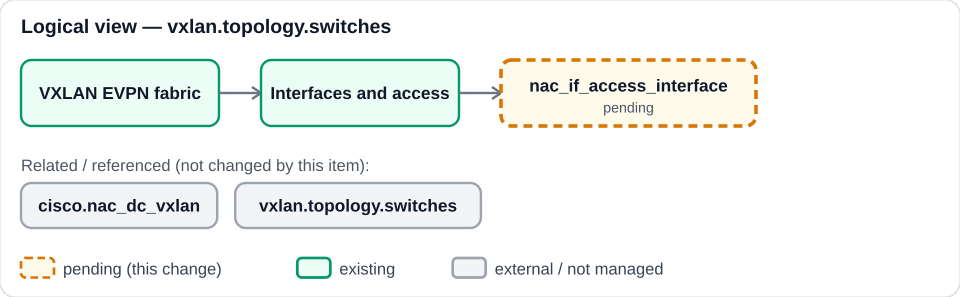 Logical view — vxlan.topology.switches
VXLAN EVPN fabric
Interfaces and access
nac_if_access_interface
pending
Related / referenced (not changed by this item):
cisco.nac_dc_vxlan
vxlan.topology.switches
pending (this change)
existing
external / not managed